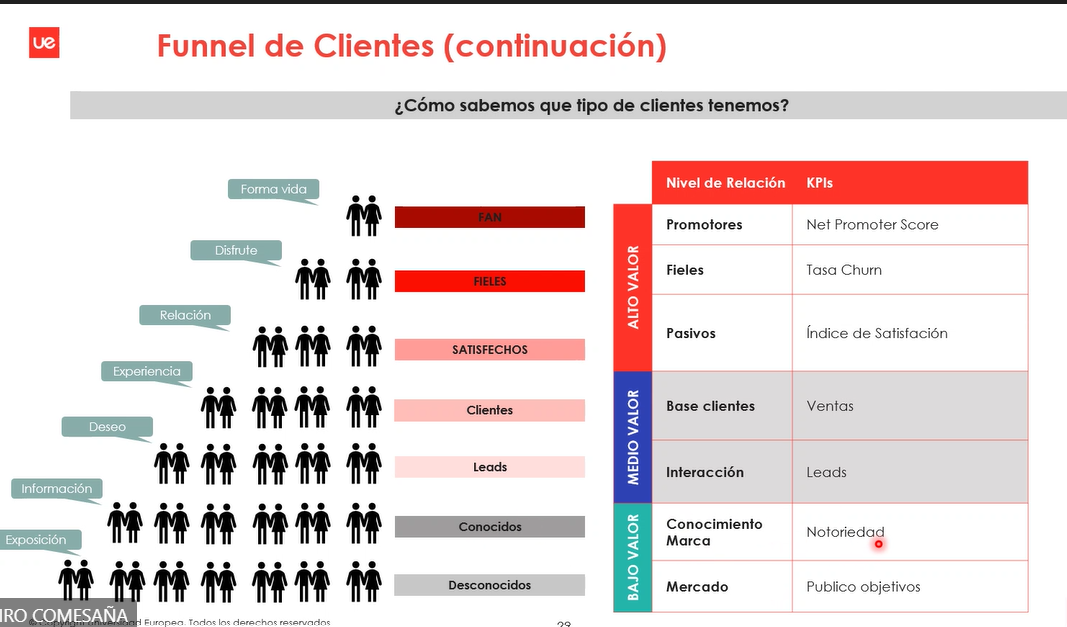 ue
Funnel de Clientes (continuación)
¿Cómo sabemos que tipo de clientes tenemos?
Forma vida
FAN
Disfrute
FIELES
Relación
SATISFECHOS
Experiencia
Clientes
Deseo
Leads
Información
Conocidos
Exposición
Desconocidos
Nivel de Relación KPIs
ALTO VALOR
Promotores Net Promoter Score
Fieles Tasa Churn
Pasivos Índice de Satisfacción
MEDIO VALOR
Base clientes Ventas
Interacción Leads
BAJO VALOR
Conocimiento
Marca
Notoriedad
Mercado Publico objetivos
IRO COMESAÑA
© Copyright Universidad Europea. Todos los derechos reservados